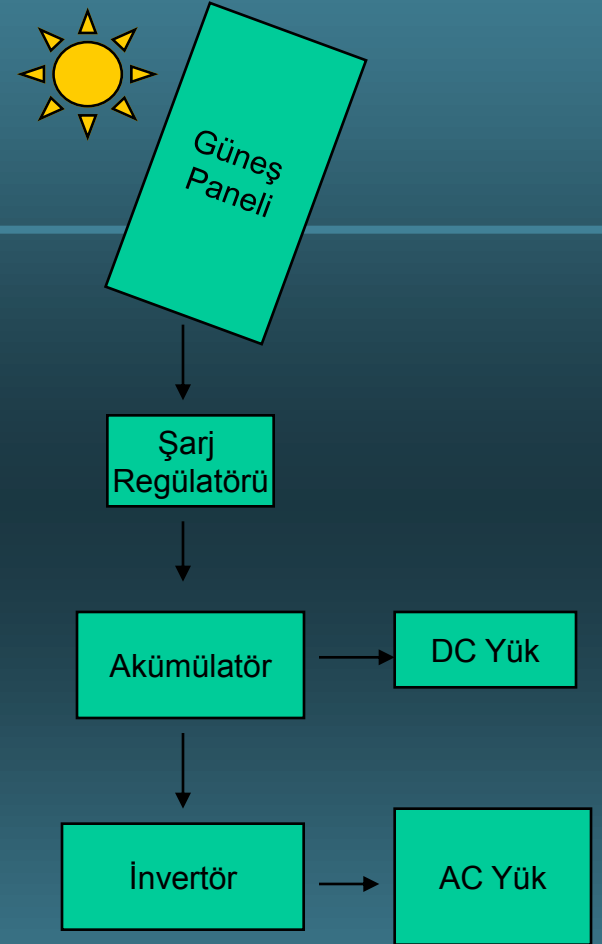 Güneş
Paneli
Şarj
Regülatörü
Akümülatör
DC Yük
İnvertör
AC Yük